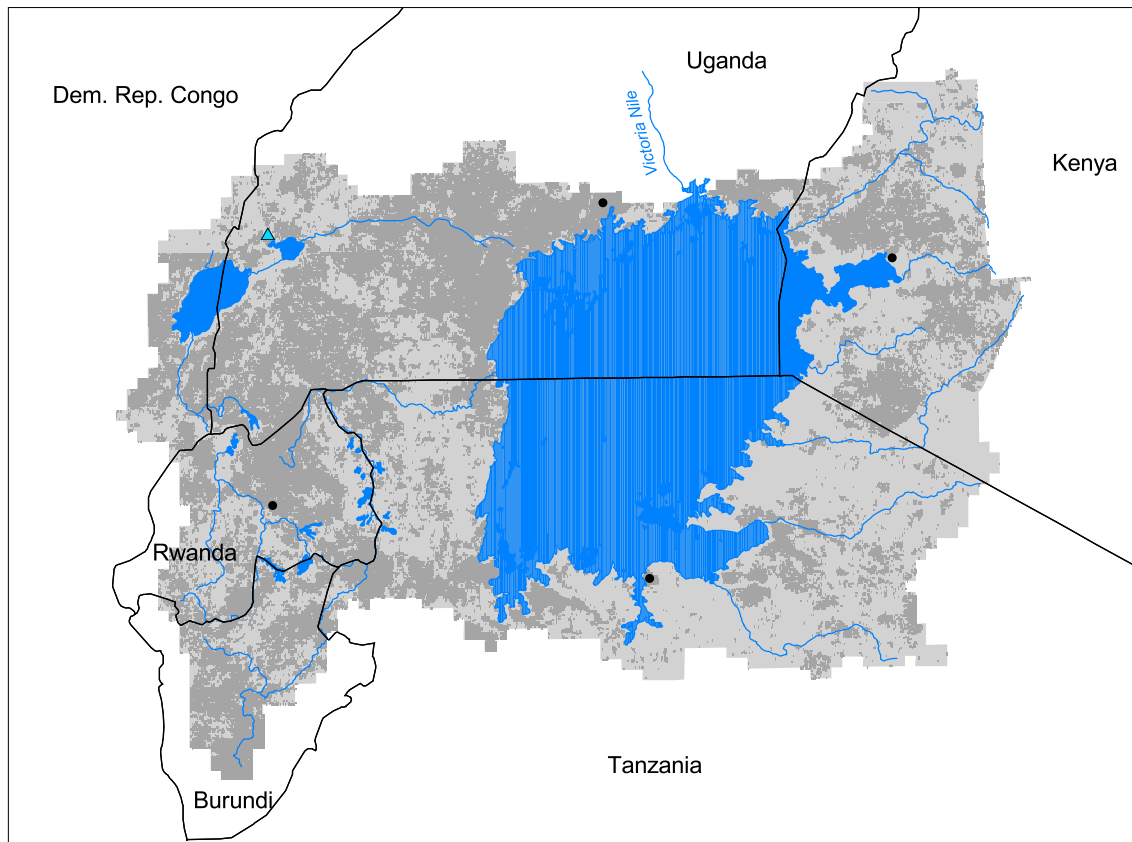 Uganda
Dem. Rep. Congo
Victoria Nile
Kenya
Rwanda
Tanzania
Burundi